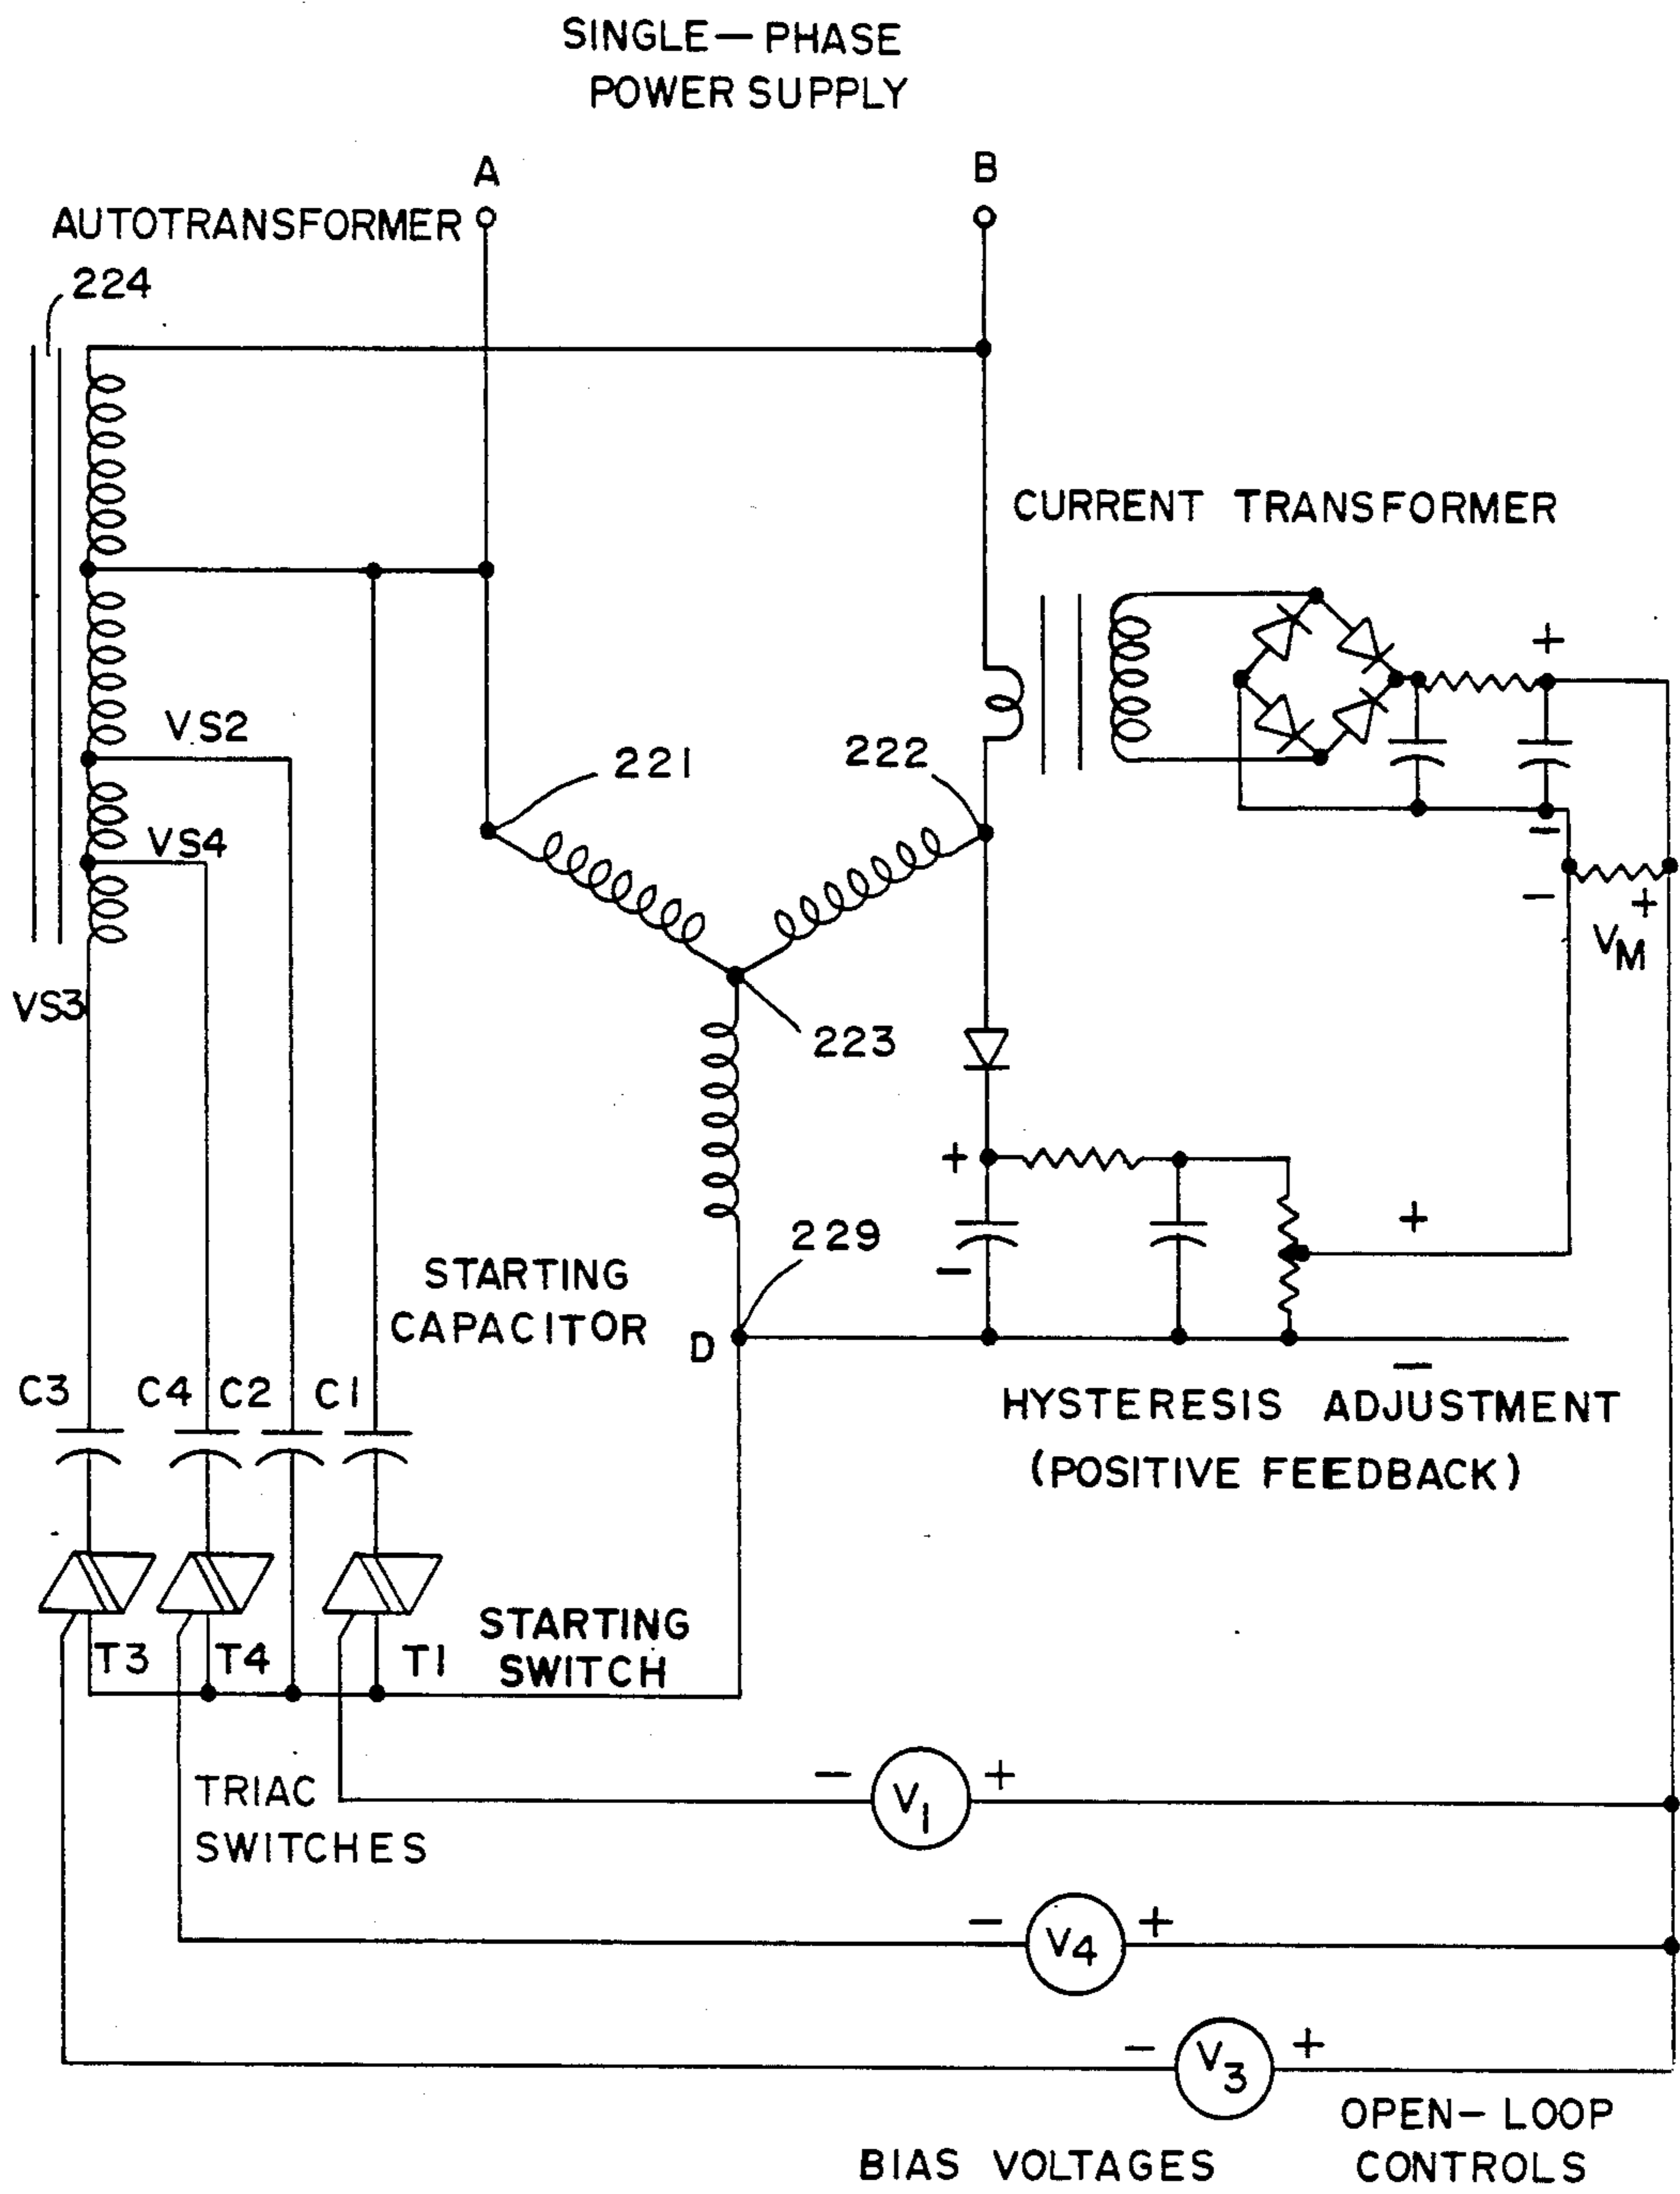 SINGLE — PHASE
POWER SUPPLY
A
B
AUTOTRANSFORMER
224
CURRENT TRANSFORMER
+
VS2
221
222
VS4
−
−
+
VM
VS3
223
+
+
229
−
STARTING
CAPACITOR
D
−
C3
C4
C2
C1
HYSTERESIS ADJUSTMENT
(POSITIVE FEEDBACK)
STARTING
SWITCH
T3
T4
T1
TRIAC
SWITCHES
−
V1
+
−
V4
+
−
V3
+
OPEN— LOOP
CONTROLS
BIAS VOLTAGES